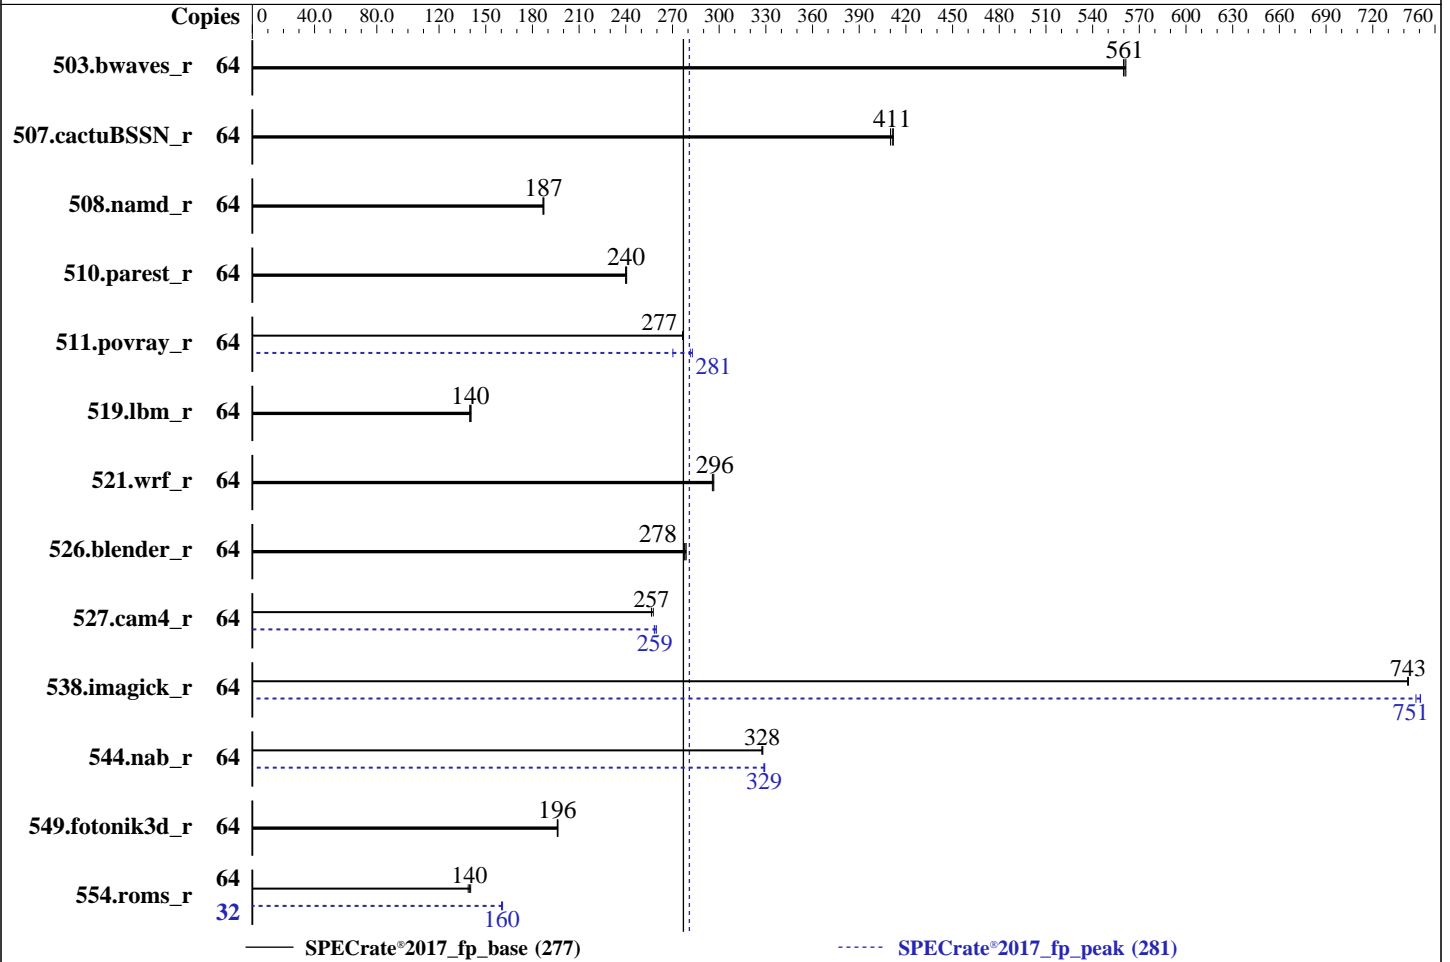 Copies 0 40.0 80.0 120 150 180 210 240 270 300 330 360 390 420 450 480 510 540 570 600 630 660 690 720 760
503.bwaves_r 64 561
507.cactuBSSN_r 64 411
508.namd_r 64 187
510.parest_r 64 240
511.povray_r 64 277
281
519.lbm_r 64 140
521.wrf_r 64 296
526.blender_r 64 278
527.cam4_r 64 257
259
538.imagick_r 64 743
751
544.nab_r 64 328
329
549.fotonik3d_r 64 196
554.roms_r 64 140
32 160
SPECrate®2017_fp_base (277) SPECrate®2017_fp_peak (281)